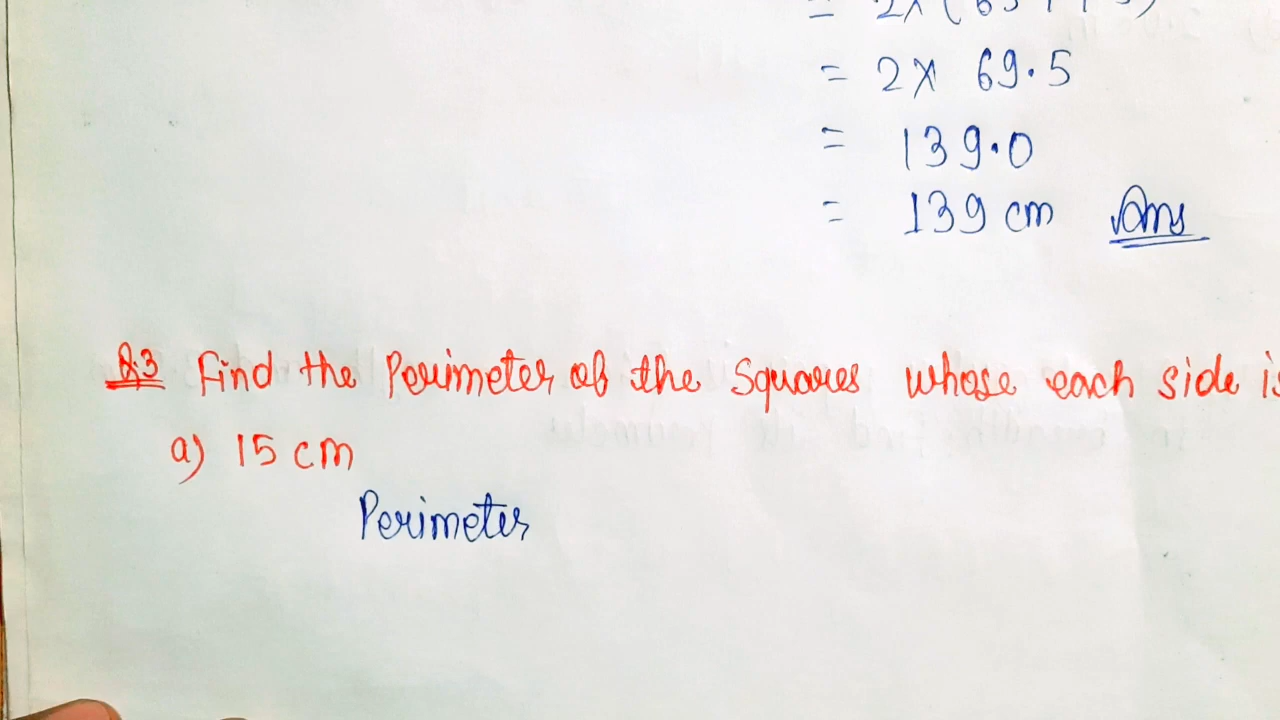 = 2 x 69.5
= 139.0
= 139 cm Ans
Q.3 Find the Perimeter of the Squares whose each side is
a) 15 cm
Perimeter